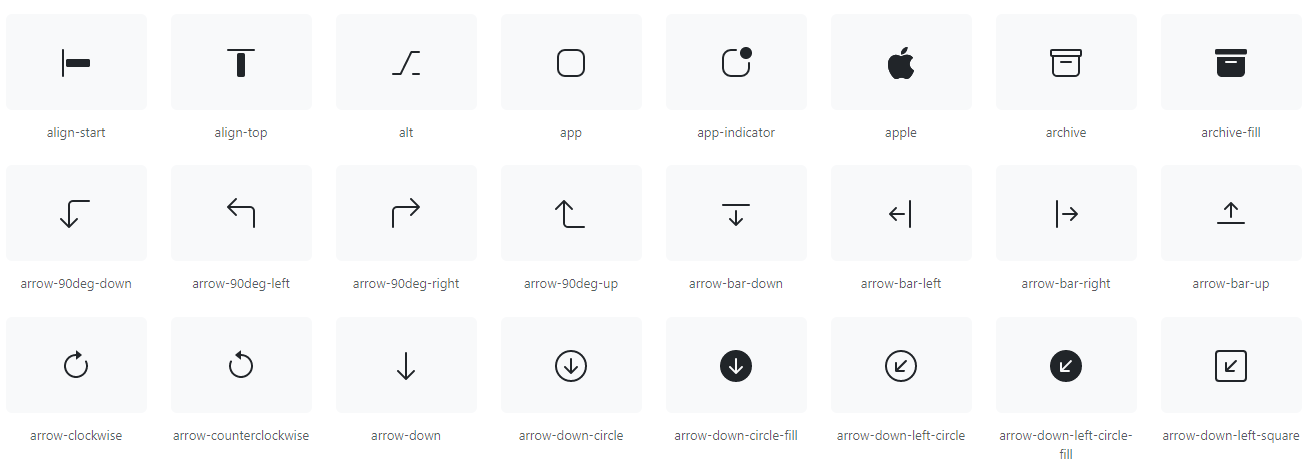 align-start
align-top
alt
app
app-indicator
apple
archive
archive-fill
arrow-90deg-down
arrow-90deg-left
arrow-90deg-right
arrow-90deg-up
arrow-bar-down
arrow-bar-left
arrow-bar-right
arrow-bar-up
arrow-clockwise
arrow-counterclockwise
arrow-down
arrow-down-circle
arrow-down-circle-fill
arrow-down-left-circle
arrow-down-left-circle-
fill
arrow-down-left-square